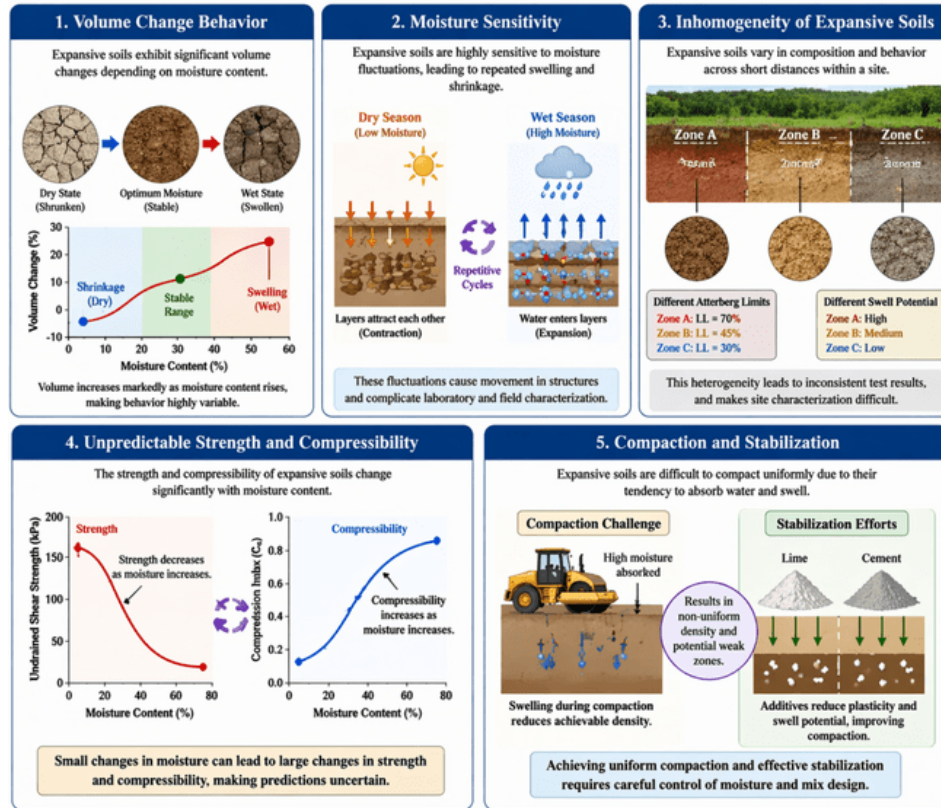 1. Volume Change Behavior
Expansive soils exhibit significant volume
changes depending on moisture content.
Dry State
(Shrunken)
Optimum Moisture
(Stable)
Wet State
(Swollen)
Volume Change (%)
30
20
10
0
-10
Shrinkage
(Dry)
Stable
Range
Swelling
(Wet)
0 10 20 30 40 50 60
Moisture Content (%)
Volume increases markedly as moisture content rises,
making behavior highly variable.
2. Moisture Sensitivity
Expansive soils are highly sensitive to moisture
fluctuations, leading to repeated swelling and
shrinkage.
Dry Season
(Low Moisture)
Wet Season
(High Moisture)
Repetitive
Cycles
Layers attract each other
(Contraction)
Water enters layers
(Expansion)
These fluctuations cause movement in structures
and complicate laboratory and field characterization.
3. Inhomogeneity of Expansive Soils
Expansive soils vary in composition and behavior
across short distances within a site.
Zone A
Zone B
Zone C
Different Atterberg Limits
Zone A: LL = 70%
Zone B: LL = 45%
Zone C: LL = 30%
Different Swell Potential
Zone A: High
Zone B: Medium
Zone C: Low
This heterogeneity leads to inconsistent test results,
and makes site characterization difficult.
4. Unpredictable Strength and Compressibility
The strength and compressibility of expansive soils change
significantly with moisture content.
Undrained Shear Strength (kPa)
200
150
100
50
0
Strength
Strength decreases
as moisture increases.
0 25 50 75
Moisture Content (%)
1.0
0.8
0.6
0.4
0.2
0.0
Compressibility
Compressibility
increases as
moisture increases.
0 20 40 60 80
Moisture Content (%)
Small changes in moisture can lead to large changes in strength
and compressibility, making predictions uncertain.
5. Compaction and Stabilization
Expansive soils are difficult to compact uniformly due to their
tendency to absorb water and swell.
Compaction Challenge
High moisture
absorbed
Swelling during compaction
reduces achievable density.
Results in
non-uniform
density and
potential weak
zones.
Stabilization Efforts
Lime
Cement
Additives reduce plasticity and
swell potential, improving
compaction.
Achieving uniform compaction and effective stabilization
requires careful control of moisture and mix design.